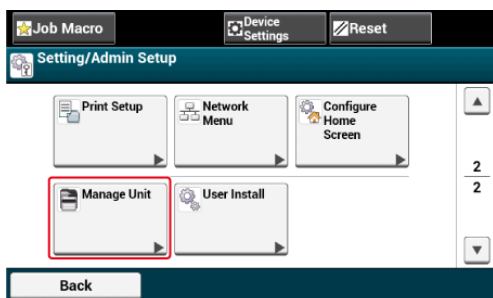 Job Macro
Device
Settings
Reset
Setting/Admin Setup
Print Setup
Network
Menu
Configure
Home
Screen
2
2
Manage Unit
User Install
Back